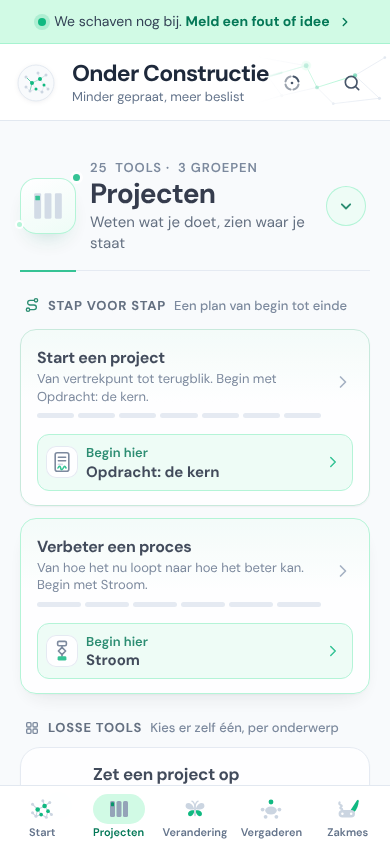 We schaven nog bij. Meld een fout of idee
Onder Constructie
Minder gepraat, meer beslist
25 TOOLS · 3 GROEPEN
Projecten
Weten wat je doet, zien waar je
staat
STAP VOOR STAP Een plan van begin tot einde
Start een project
Van vertrekpunt tot terugblik. Begin met
Opdracht: de kern.
Begin hier
Opdracht: de kern
Verbeter een proces
Van hoe het nu loopt naar hoe het beter kan.
Begin met Stroom.
Begin hier
Stroom
LOSSE TOOLS Kies er zelf één, per onderwerp
Zet een project op
Start Projecten Verandering Vergaderen Zakmes